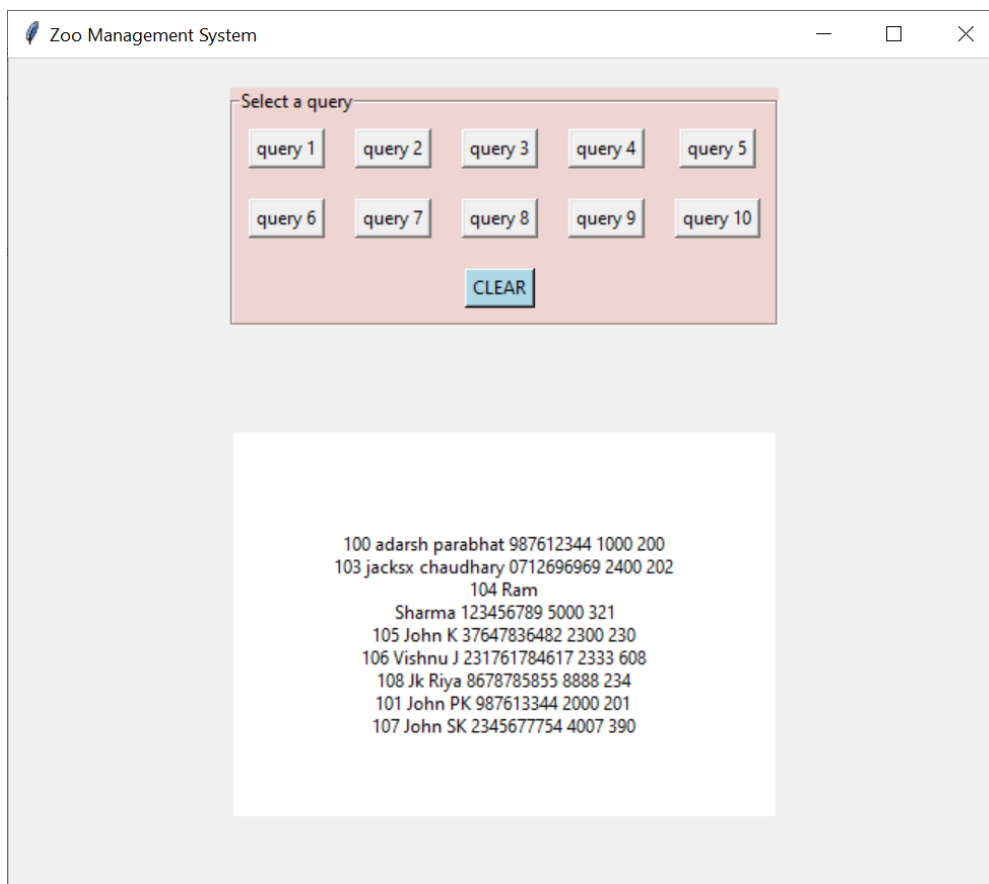 Zoo Management System
Select a query
query 1 query 2 query 3 query 4 query 5
query 6 query 7 query 8 query 9 query 10
CLEAR
100 adarsh parabhat 987612344 1000 200
103 jacksx chaudhary 0712696969 2400 202
104 Ram
Sharma 123456789 5000 321
105 John K 37647836482 2300 230
106 Vishnu J 231761784617 2333 608
108 Jk Riya 8678785855 8888 234
101 John PK 987613344 2000 201
107 John SK 2345677754 4007 390